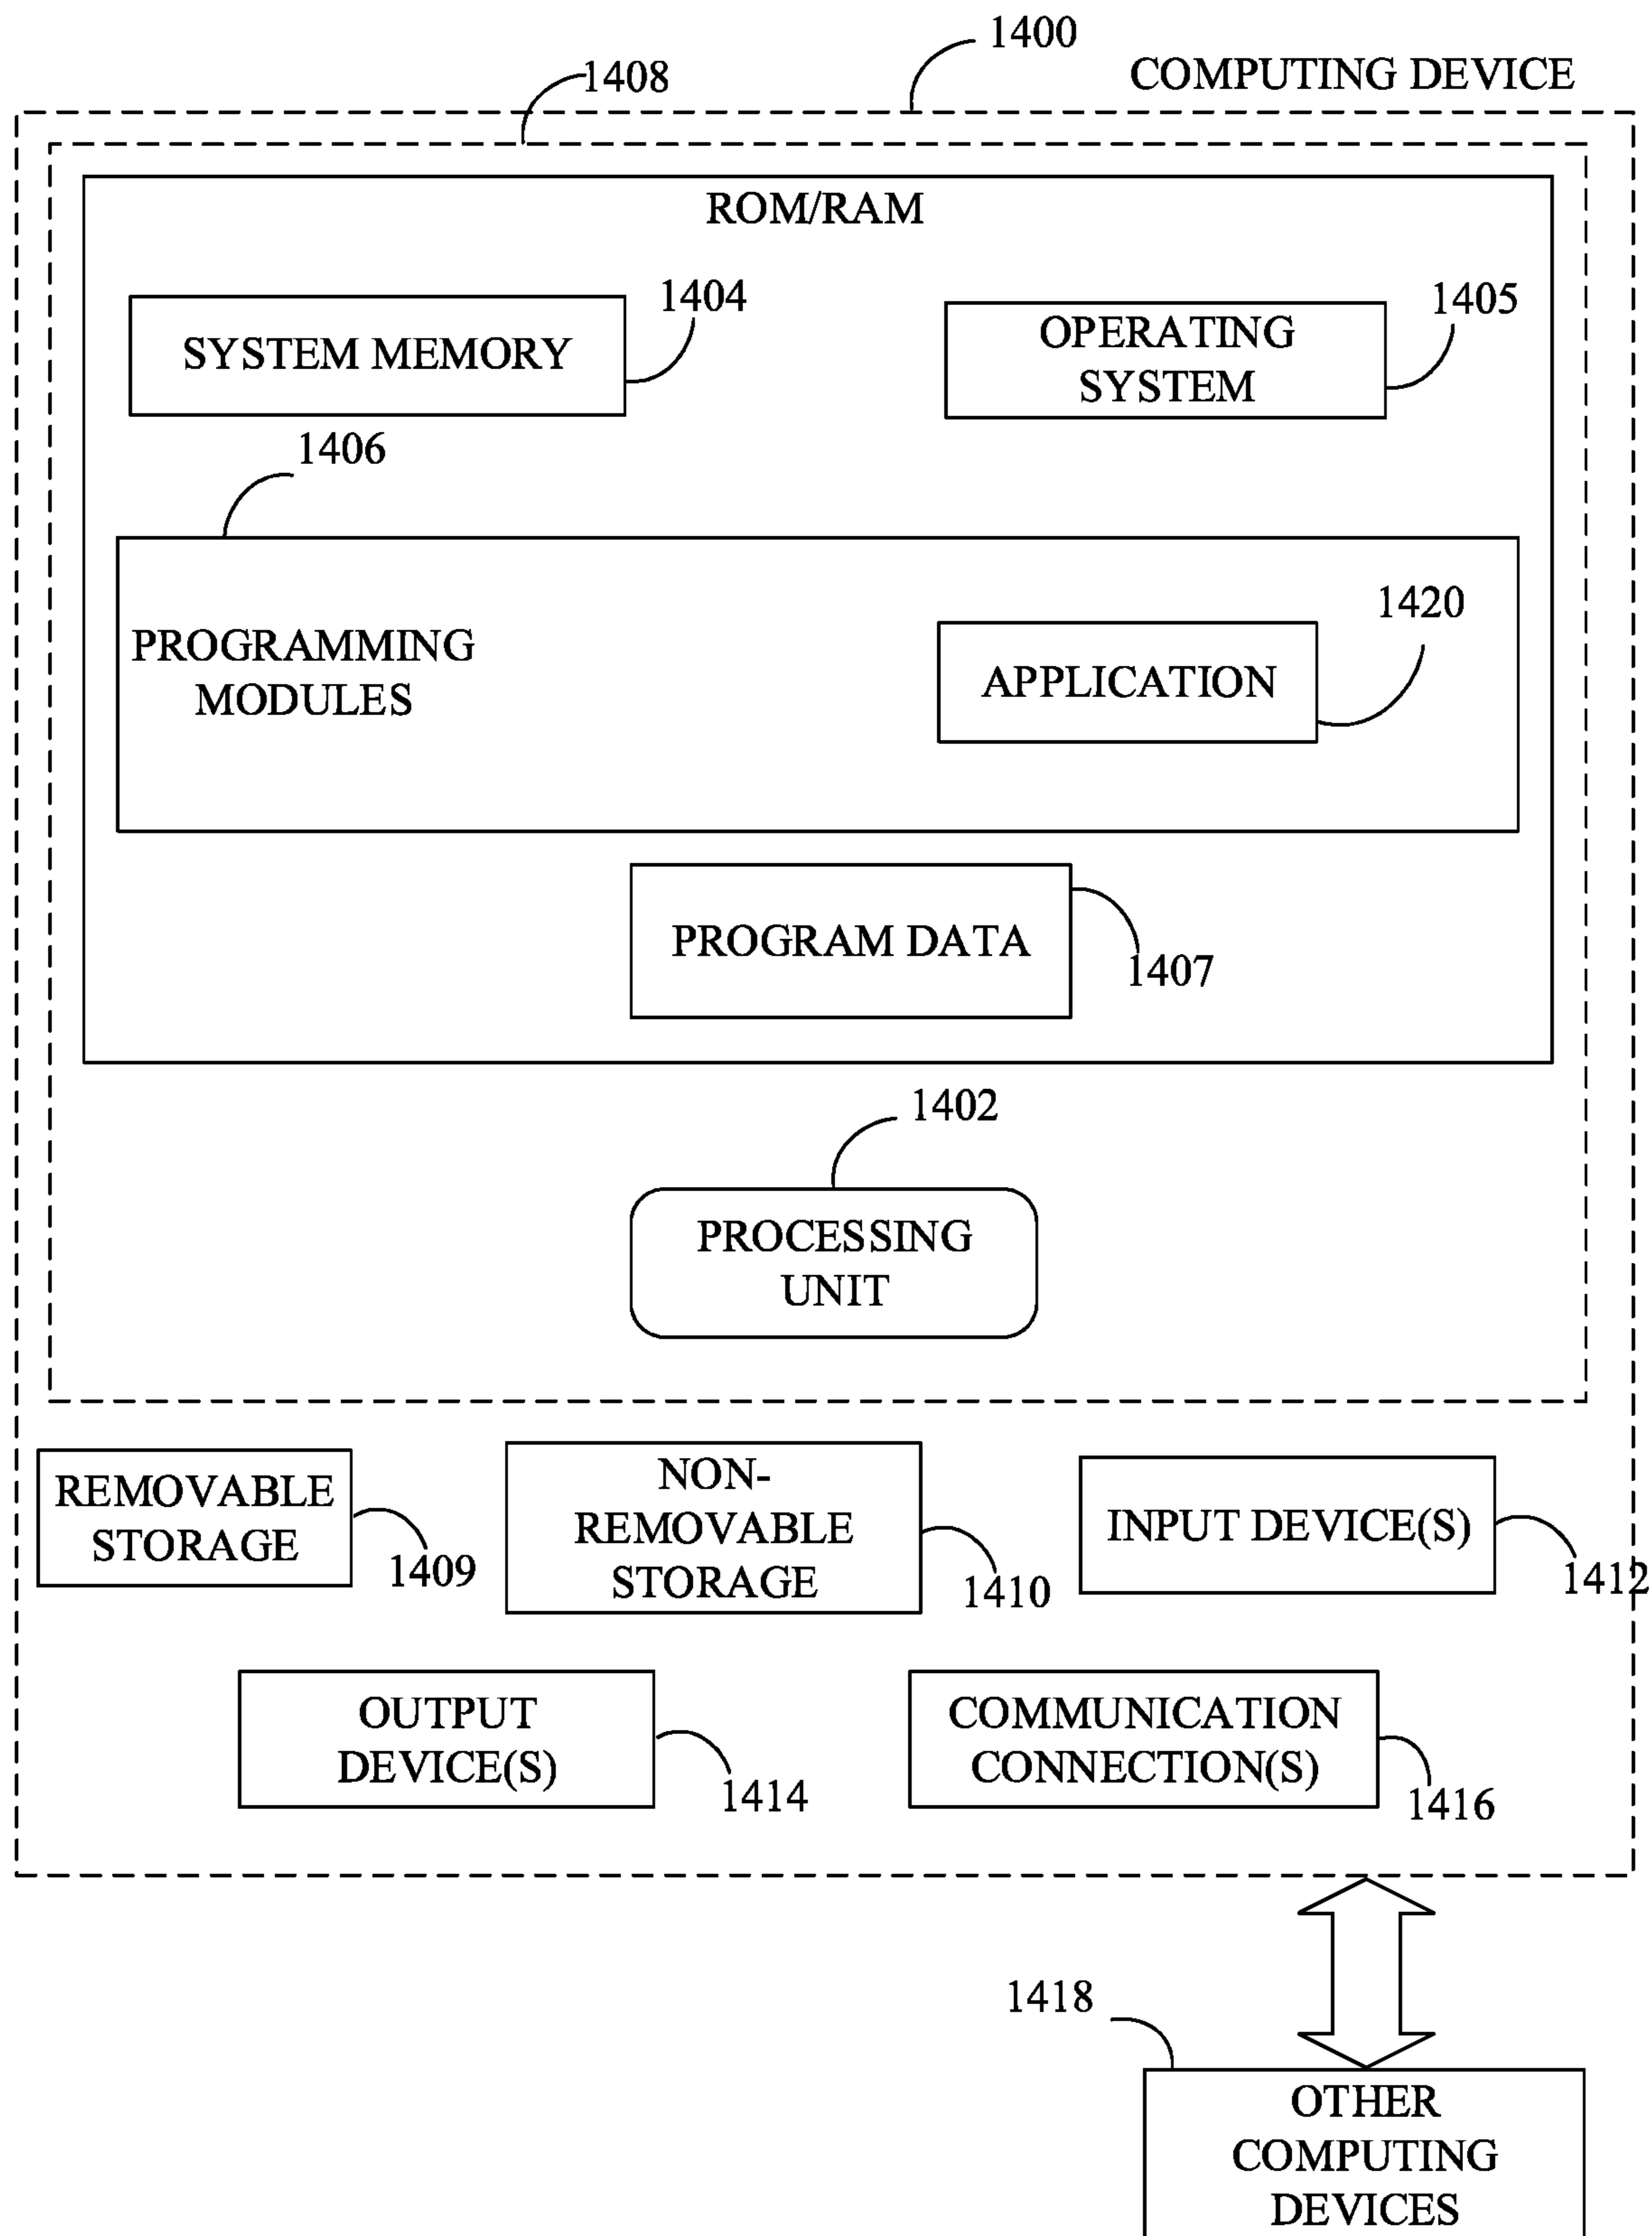 1400
COMPUTING DEVICE
1408
ROM/RAM
1404
SYSTEM MEMORY
1405
OPERATING
SYSTEM
1406
PROGRAMMING
MODULES
1420
APPLICATION
PROGRAM DATA
1407
1402
PROCESSING
UNIT
REMOVABLE
STORAGE
1409
NON-
REMOVABLE
STORAGE
1410
INPUT DEVICE(S)
1412
OUTPUT
DEVICE(S)
1414
COMMUNICATION
CONNECTION(S)
1416
1418
OTHER
COMPUTING
DEVICES